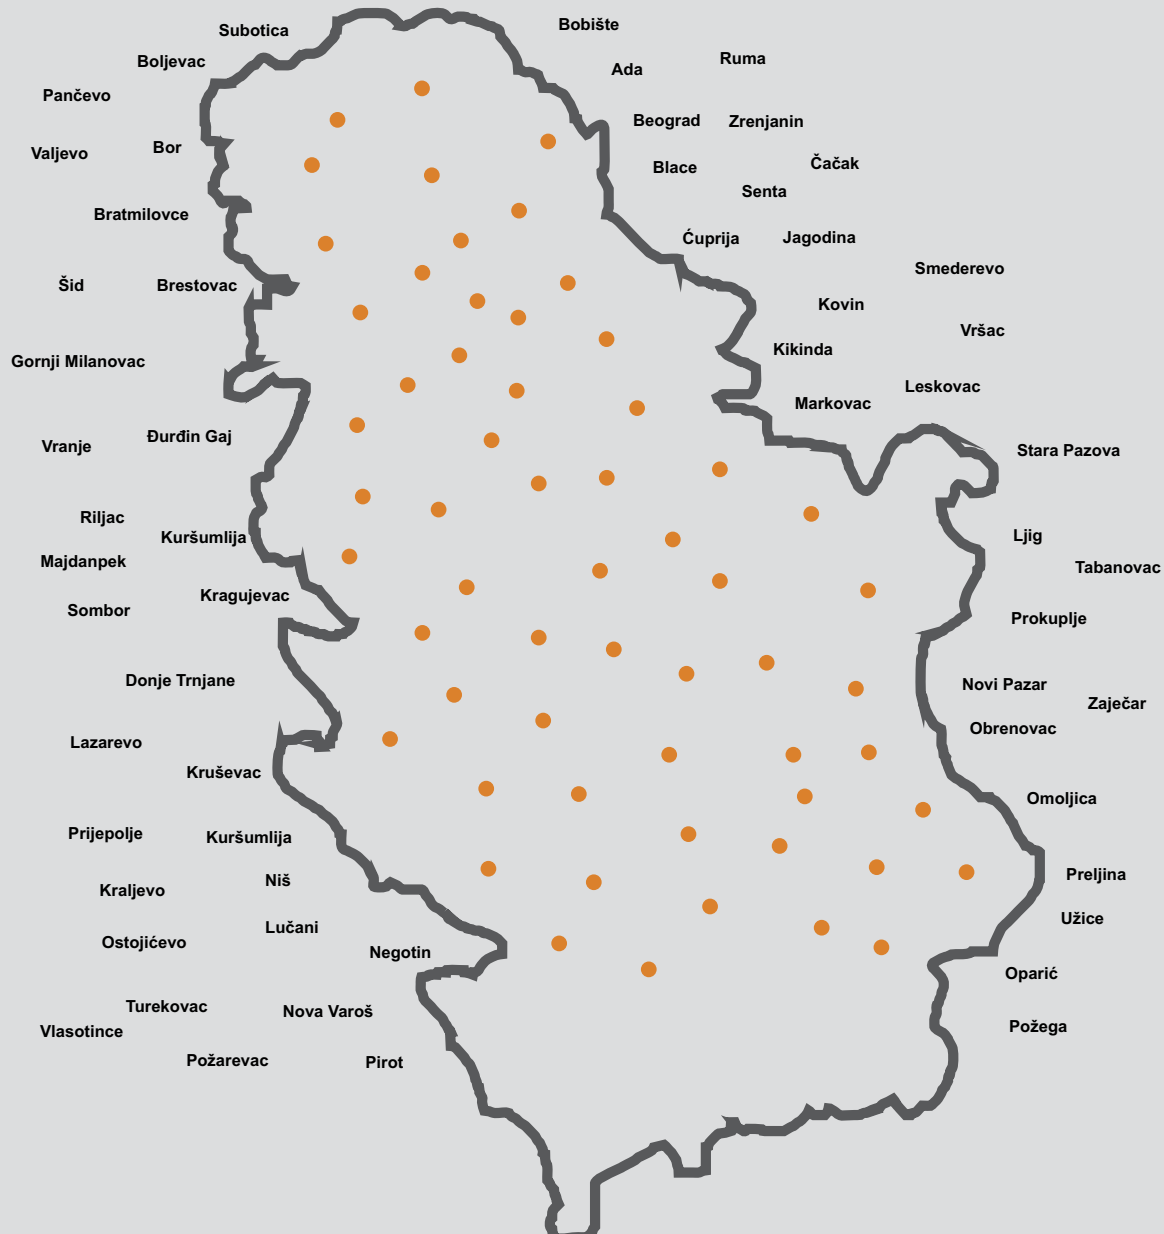 Subotica
Bobište
Boljevac
Ada
Ruma
Pančevo
Beograd
Zrenjanin
Valjevo
Bor
Blace
Čačak
Senta
Bratmilovce
Ćuprija
Jagodina
Šid
Brestovac
Smederevo
Kovin
Vršac
Gornji Milanovac
Kikinda
Leskovac
Markovac
Vranje
Đurđin Gaj
Stara Pazova
Riljac
Kuršumlija
Ljig
Majdanpek
Tabanovac
Sombor
Kragujevac
Prokuplje
Donje Trnjane
Novi Pazar
Zaječar
Obrenovac
Lazarevo
Kruševac
Omoljica
Prijepolje
Kuršumlija
Kraljevo
Niš
Preljina
Užice
Ostojićevo
Lučani
Negotin
Oparić
Turekovac
Nova Varoš
Vlasotince
Požega
Požarevac
Pirot